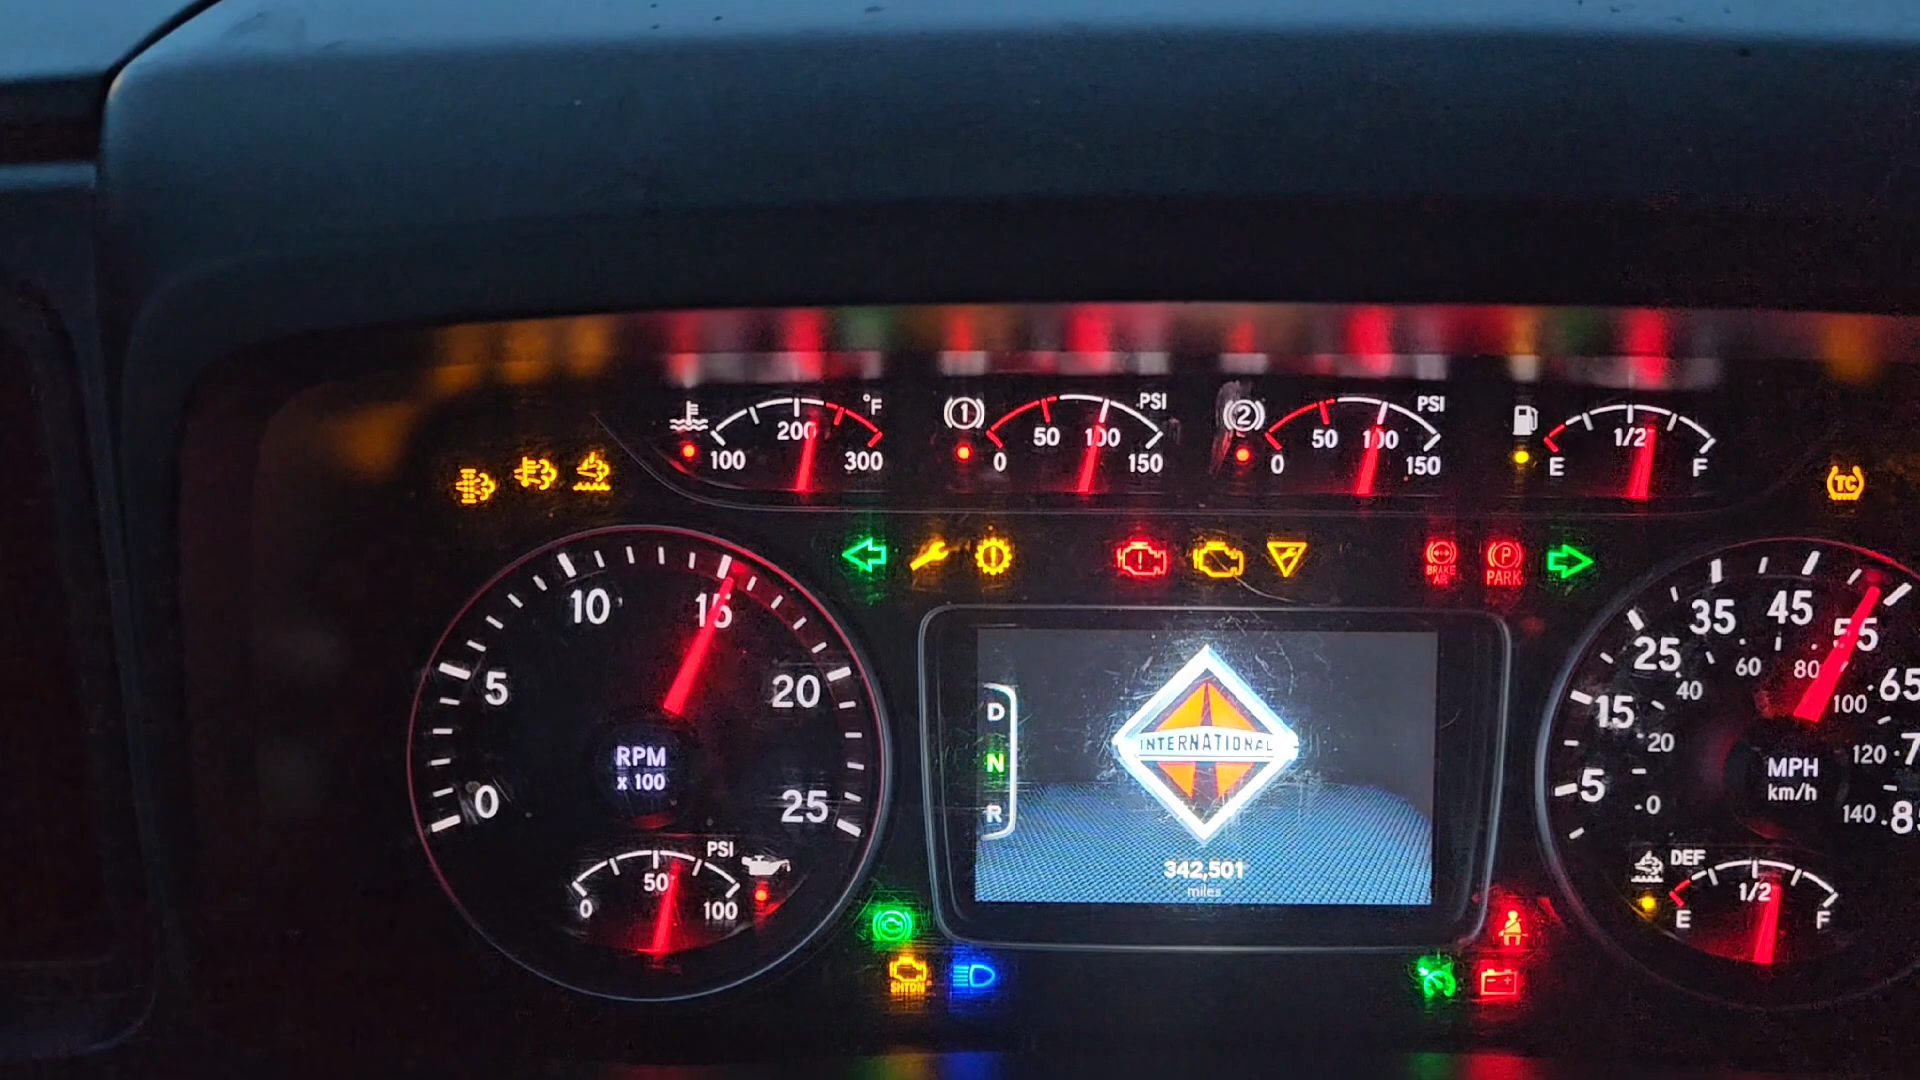 °F
200
100
300
1
PSI
50
100
0
150
2
PSI
50
100
0
150
1/2
E
F
TC
BRAKE
AIR
P
PARK
10
15
5
20
0
25
RPM
x 100
PSI
50
0
100
D
N
R
INTERNATIONAL
342,501
miles
SHTDN
45
35
55
25
65
15
5
60
80
40
100
20
120
0
140
MPH
km/h
DEF
1/2
E
F